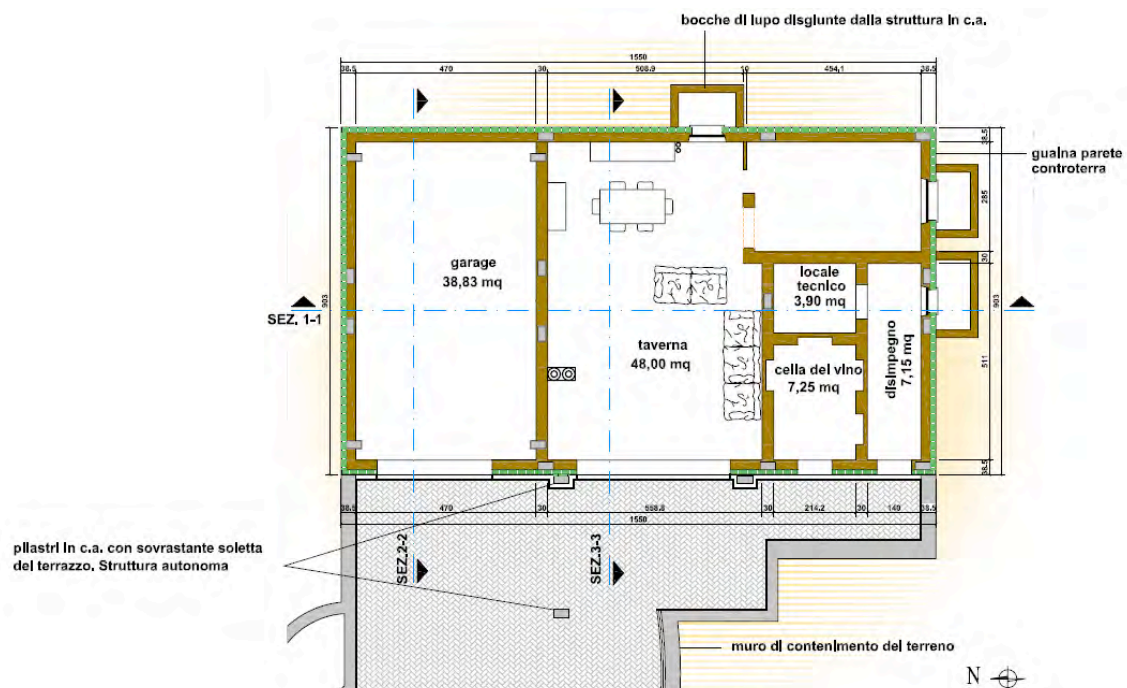 bocche di lupo disgiunte dalla struttura in c.a.
1550
38.5 470 30 508.9 10 494,1 38.5
guaina parete
controterra
38.5
285
30
903
511
38.5
903
garage
38,83 mq
locale
tecnico
3,90 mq
SEZ. 1-1
taverna
48,00 mq
cella del vino
7,25 mq
disimpegno
7,15 mq
38.5 470 30 558.8 30 214,2 30 140 38.5
1550
SEZ.2-2
SEZ.3-3
pilastri in c.a. con sovrastante soletta
del terrazzo. Struttura autonoma
muro di contenimento del terreno
N